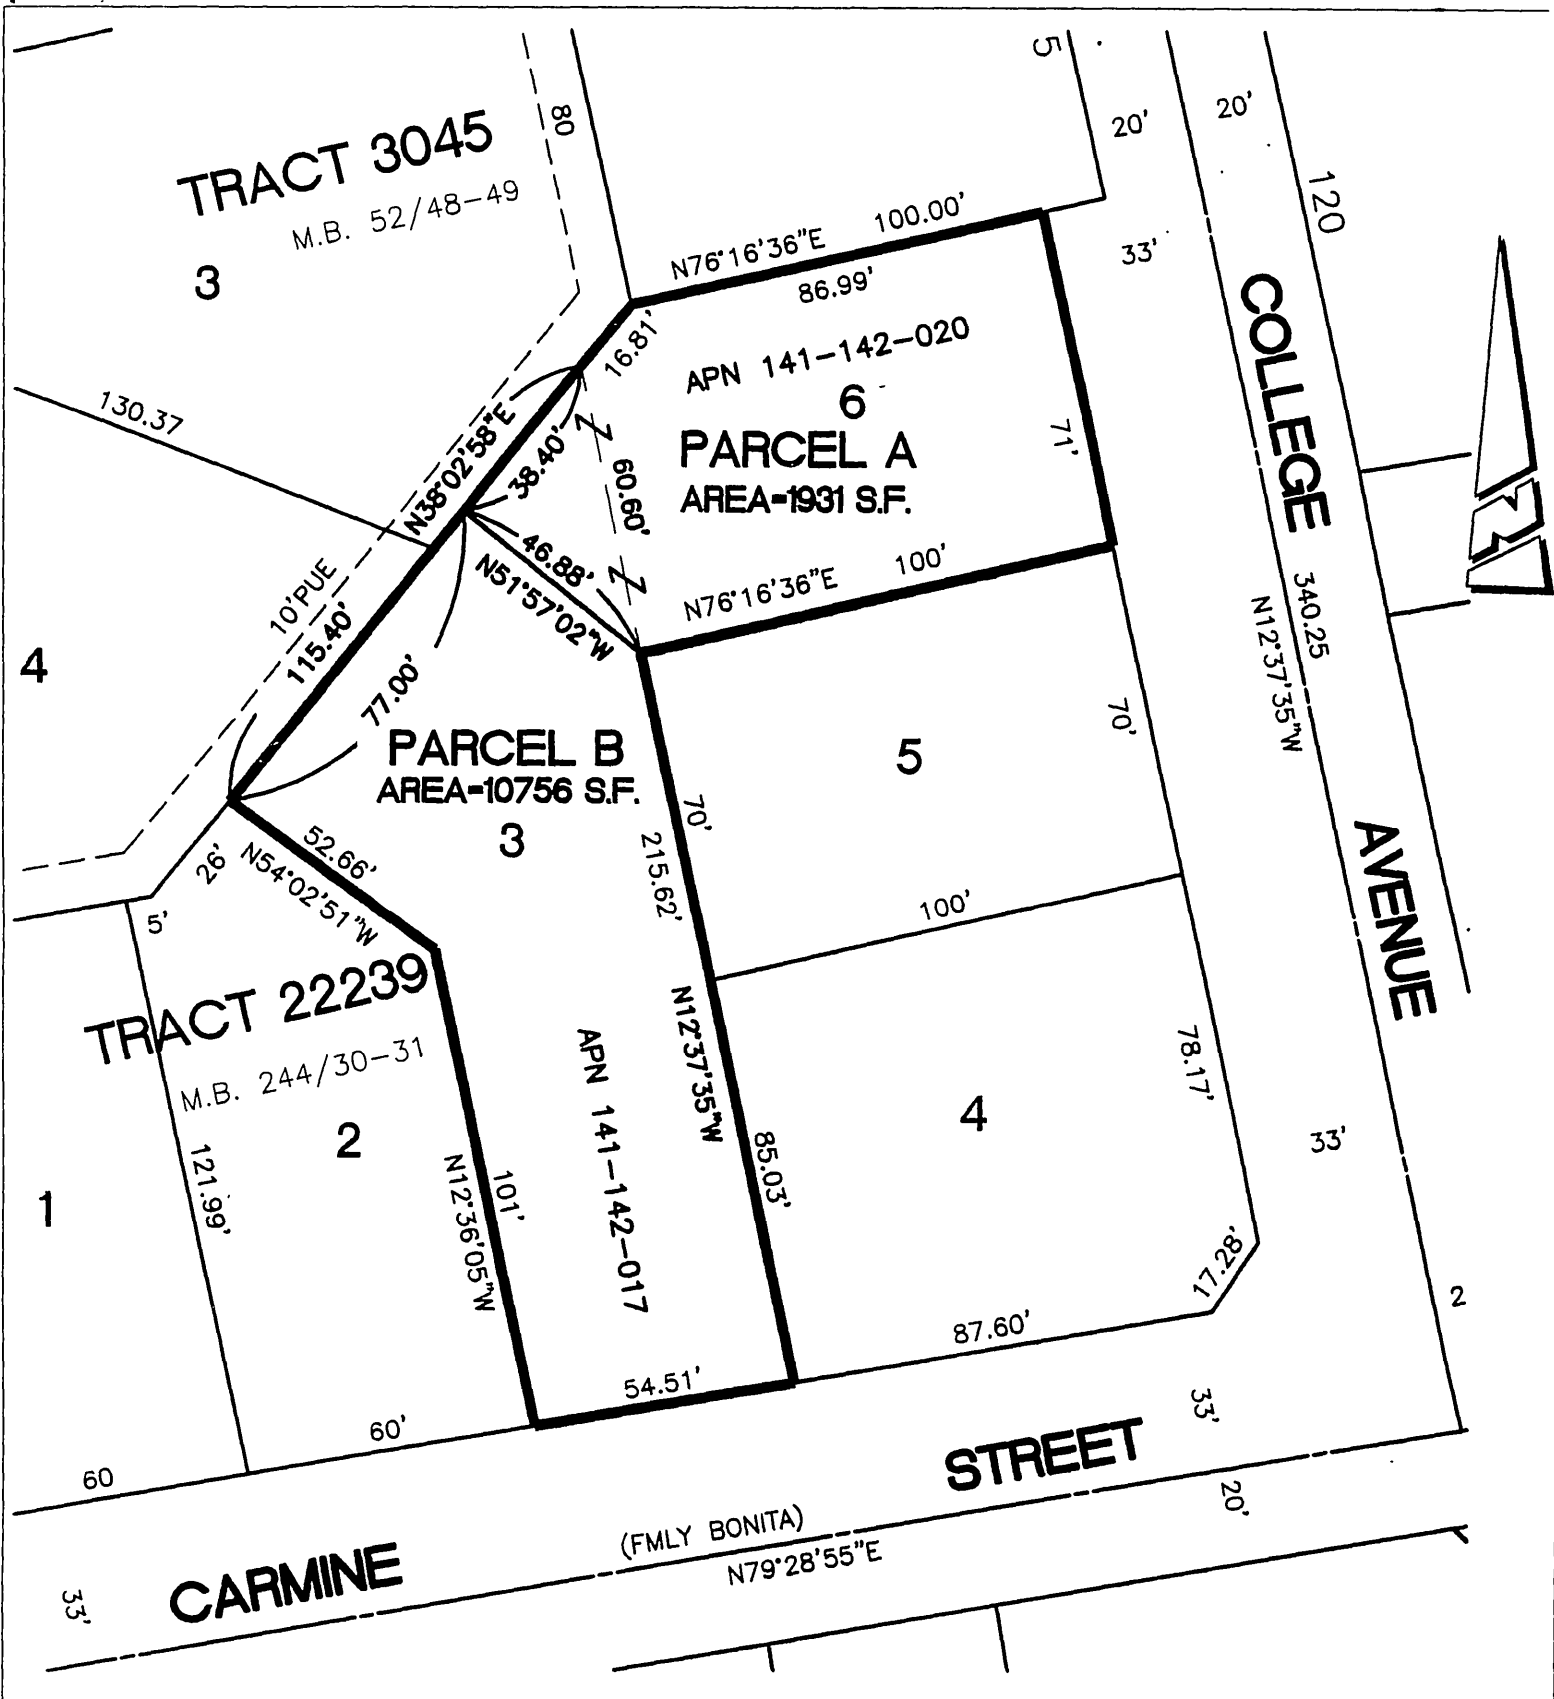 5
80
20'
20'
TRACT 3045
M.B. 52/48-49
3
120
N76°16'36"E
100.00'
86.99'
33'
16.81'
APN 141-142-020
6
PARCEL A
AREA=1931 S.F.
71'
COLLEGE
130.37
N38°02'58"E
38.40'
60.60'
46.88'
N51°57'02"W
N76°16'36"E
100'
10'PUE
115.40'
4
77.00'
340.25
N12°37'35"W
PARCEL B
AREA=10756 S.F.
3
70'
215.62'
5
70'
26'
52.66'
N54°02'51"W
5'
100'
AVENUE
TRACT 22239
M.B. 244/30-31
2
1
121.99'
N12°36'05"W
101'
APN 141-142-017
N12°37'35"W
85.03'
4
78.17'
33'
17.28'
87.60'
2
54.51'
60'
60
33'
STREET
20'
(FMLY BONITA)
N79°28'55"E
CARMINE
33'
N